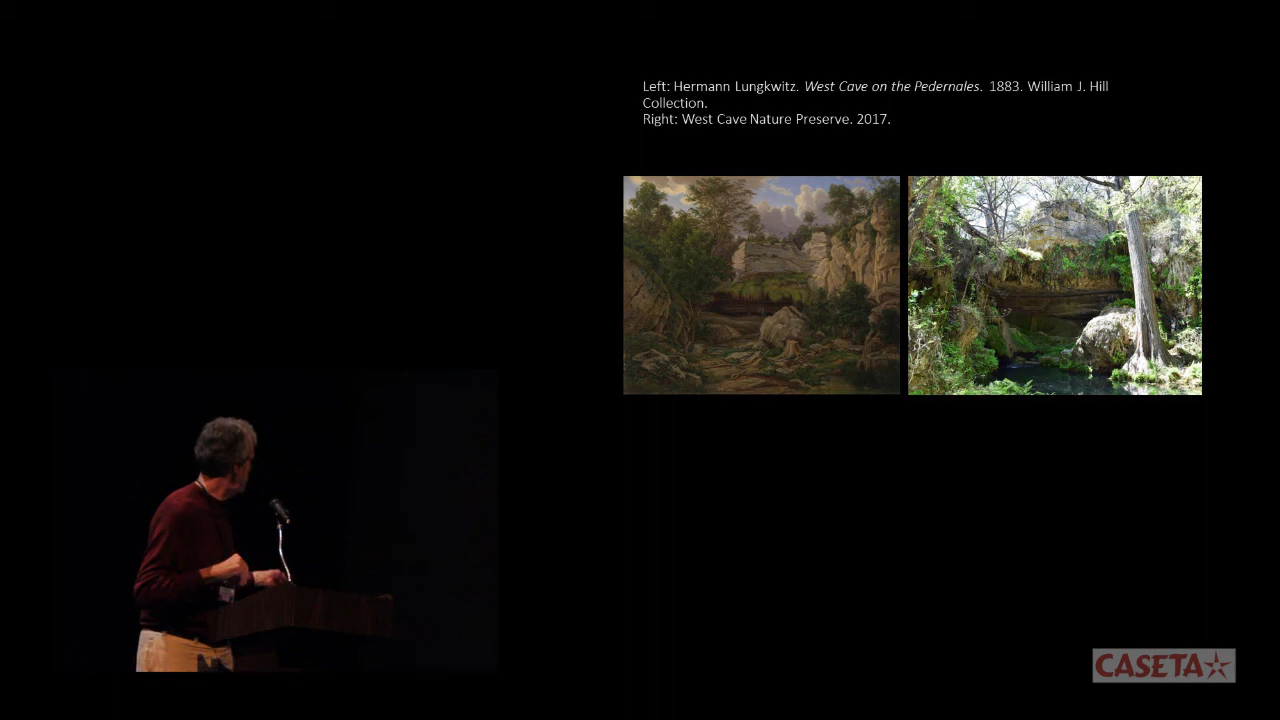 Left: Hermann Lungkwitz. West Cave on the Pedernales. 1883. William J. Hill
Collection.
Right: West Cave Nature Preserve. 2017.
CASETA